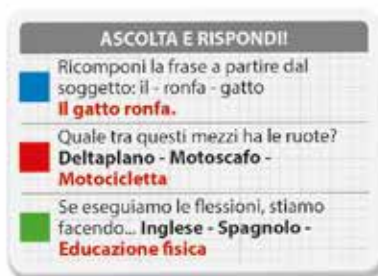 ASCOLTA E RISPONDI!
Ricomponi la frase a partire dal
soggetto: il - ronfa - gatto
Il gatto ronfa.
Quale tra questi mezzi ha le ruote?
Deltaplano - Motoscafo -
Motocicletta
Se eseguiamo le flessioni, stiamo
facendo... Inglese - Spagnolo -
Educazione fisica